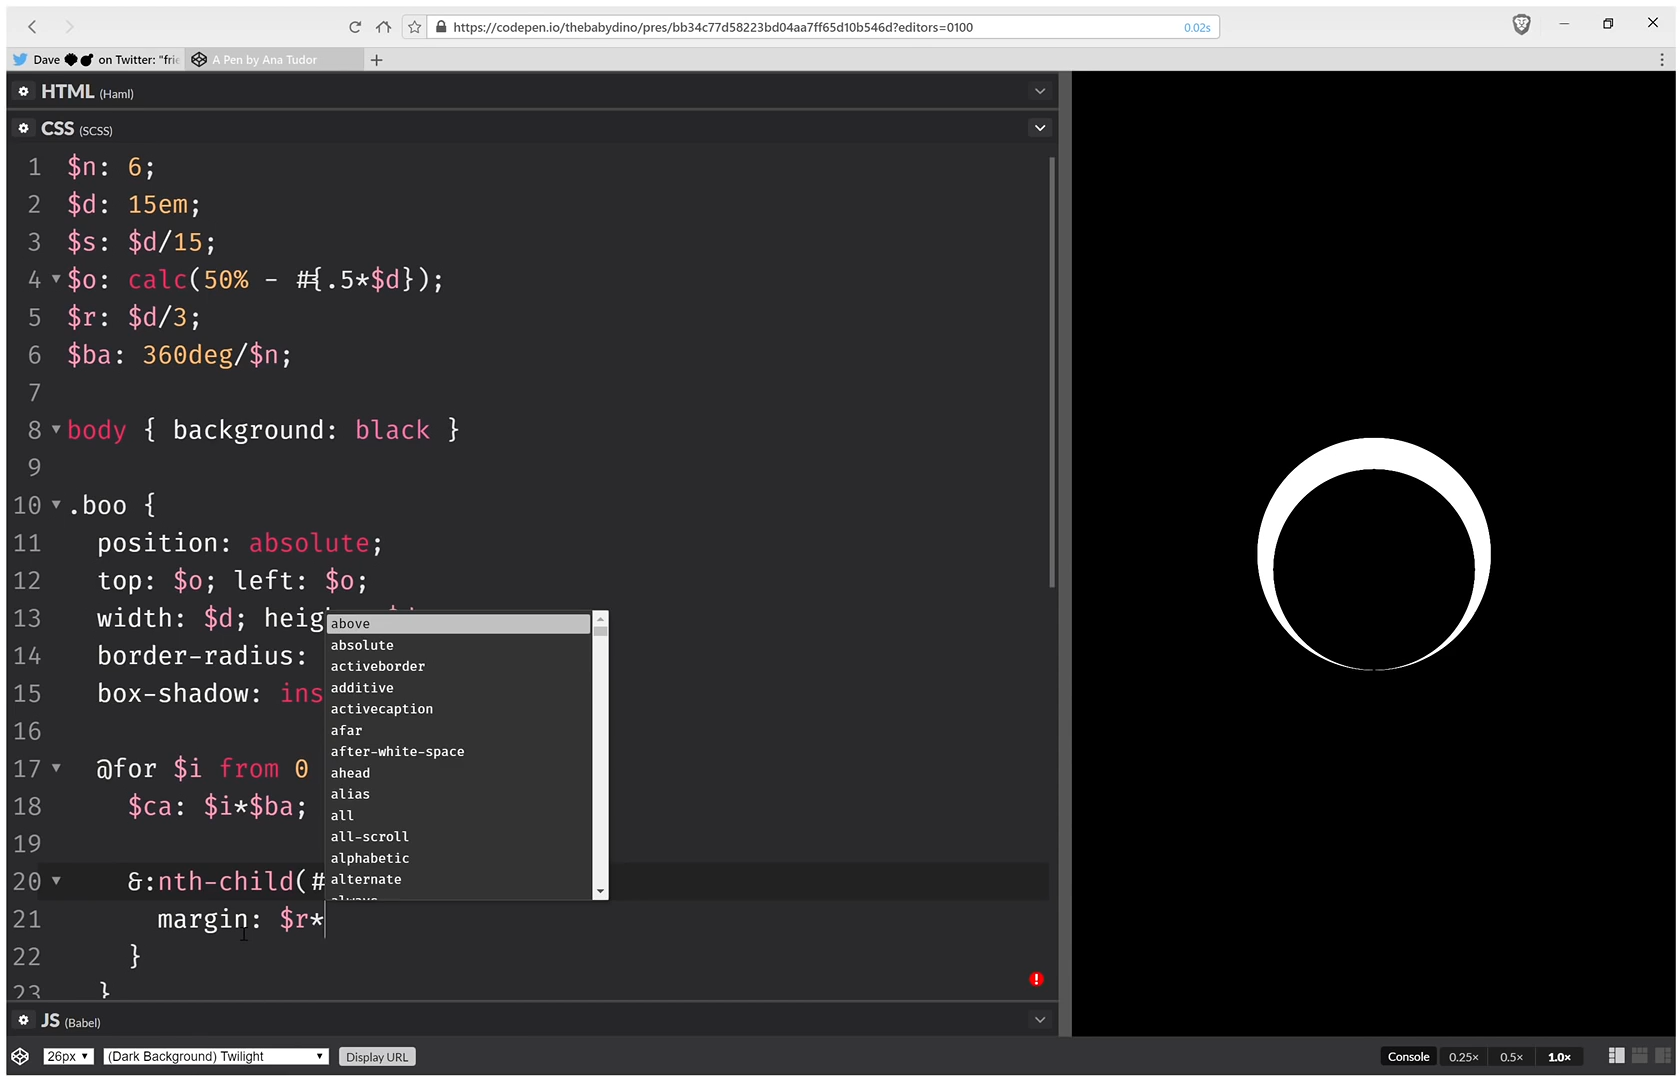 https://codepen.io/thebabydino/pres/bb34c77d58223bd04aa7ff65d10b546d?editors=0100
0.02s
Dave on Twitter: "frie
A Pen by Ana Tudor
HTML (Haml)
CSS (SCSS)
1 $n: 6;
2 $d: 15em;
3 $s: $d/15;
4 $o: calc(50% - #{.5*$d});
5 $r: $d/3;
6 $ba: 360deg/$n;
7
8 body { background: black }
9
10 .boo {
11 position: absolute;
12 top: $o; left: $o;
13 width: $d; heig
14 border-radius:
15 box-shadow: ins
16
17 @for $i from 0
18 $ca: $i*$ba;
19
20 &:nth-child(#
21 margin: $r*
22 }
23 }
above
absolute
activeborder
additive
activecaption
afar
after-white-space
ahead
alias
all
all-scroll
alphabetic
alternate
always
JS (Babel)
26px
(Dark Background) Twilight
Display URL
Console
0.25×
0.5×
1.0×